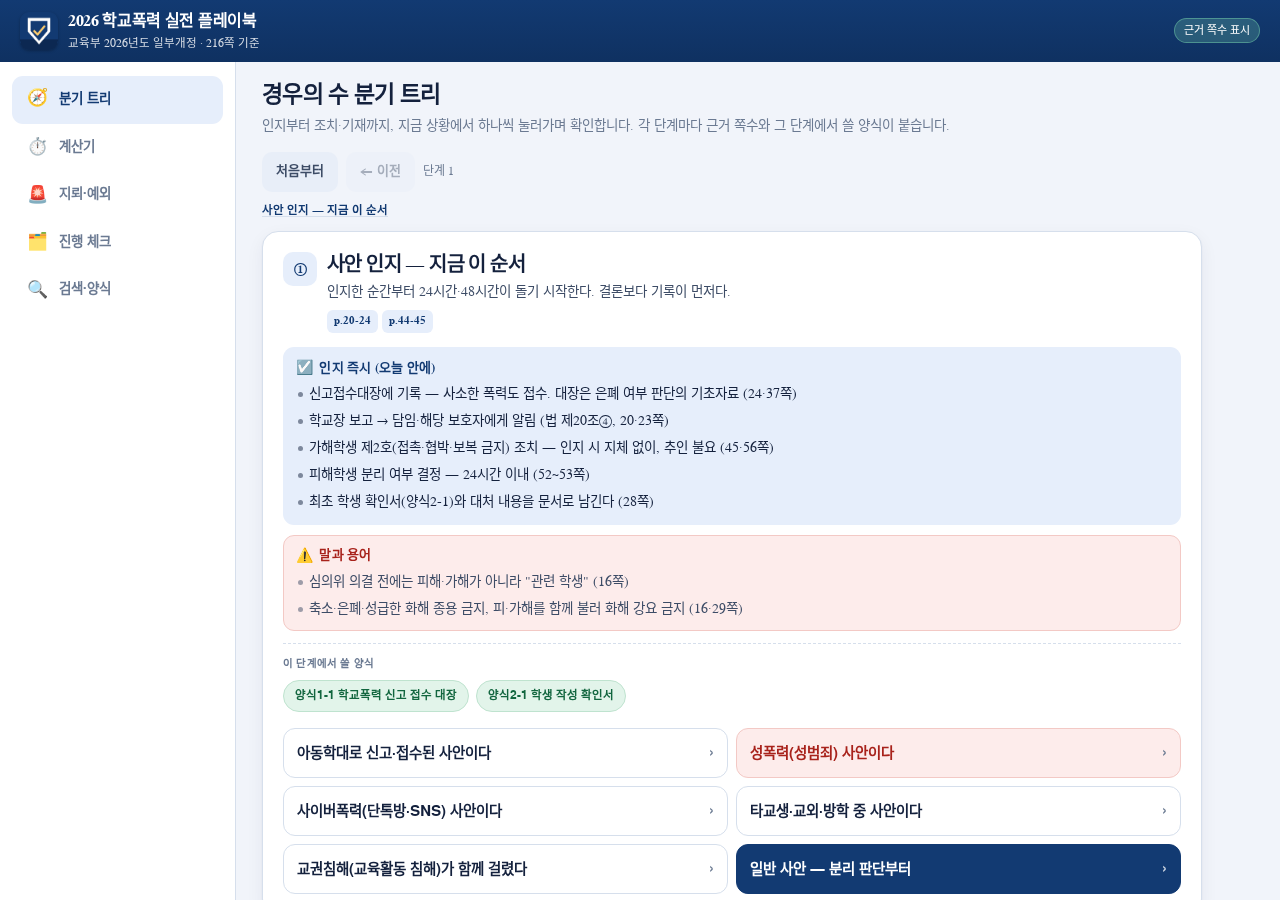 2026 학교폭력 실전 플레이북
교육부 2026년도 일부개정 · 216쪽 기준
근거 쪽수 표시
분기 트리
계산기
지뢰·예외
진행 체크
검색·양식
경우의 수 분기 트리
인지부터 조치·기재까지, 지금 상황에서 하나씩 눌러가며 확인합니다. 각 단계마다 근거 쪽수와 그 단계에서 쓸 양식이 붙습니다.
처음부터
← 이전
단계 1
사안 인지 — 지금 이 순서
① 사안 인지 — 지금 이 순서
인지한 순간부터 24시간·48시간이 돌기 시작한다. 결론보다 기록이 먼저다.
p.20-24 p.44-45
☑ 인지 즉시 (오늘 안에)
• 신고접수대장에 기록 — 사소한 폭력도 접수. 대장은 은폐 여부 판단의 기초자료 (24·37쪽)
• 학교장 보고 → 담임·해당 보호자에게 알림 (법 제20조④, 20·23쪽)
• 가해학생 제2호(접촉·협박·보복 금지) 조치 — 인지 시 지체 없이, 추인 불요 (45·56쪽)
• 피해학생 분리 여부 결정 — 24시간 이내 (52~53쪽)
• 최초 학생 확인서(양식2-1)와 대처 내용을 문서로 남긴다 (28쪽)
⚠ 말과 용어
• 심의위 의결 전에는 피해·가해가 아니라 "관련 학생" (16쪽)
• 축소·은폐·성급한 화해 종용 금지, 피·가해를 함께 불러 화해 강요 금지 (16·29쪽)
이 단계에서 쓸 양식
양식1-1 학교폭력 신고 접수 대장
양식2-1 학생 작성 확인서
아동학대로 신고·접수된 사안이다 ›
성폭력(성범죄) 사안이다 ›
사이버폭력(단톡방·SNS) 사안이다 ›
타교생·교외·방학 중 사안이다 ›
교권침해(교육활동 침해)가 함께 걸렸다 ›
일반 사안 — 분리 판단부터 ›